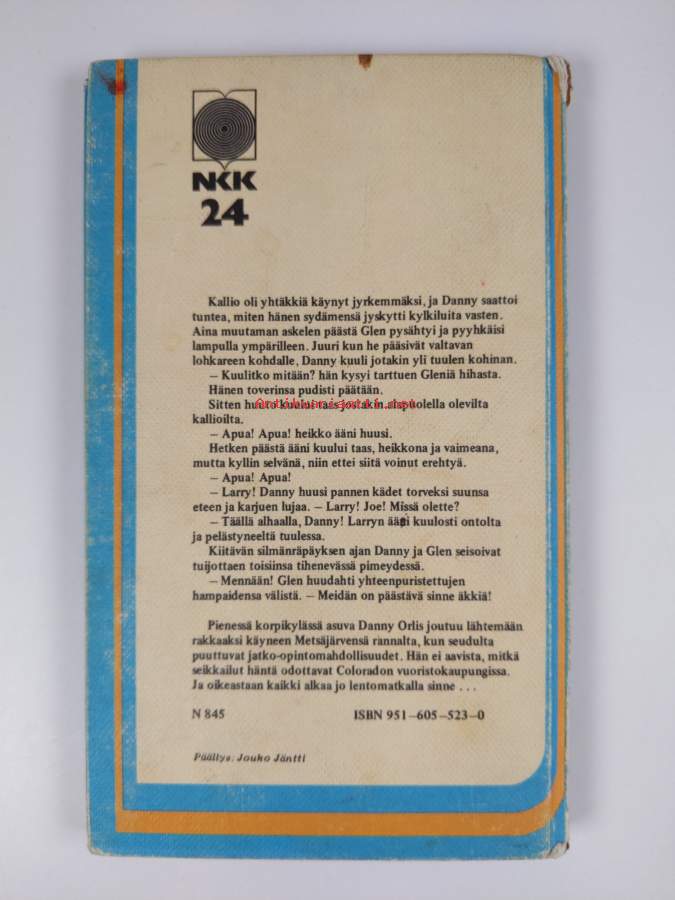 NKK
24
Kallio oli yhtäkkiä käynyt jyrkemmäksi, ja Danny saattoi
tuntea, miten hänen sydämensä jyskytti kylkiluita vasten.
Aina muutaman askelen päästä Glen pysähtyi ja pyyhkäisi
lampulla ympärilleen. Juuri kun he pääsivät valtavan
lohkareen kohdalle, Danny kuuli jotakin yli tuulen kohinan.
– Kuulitko mitään? hän kysyi tarttuen Gleniä hihasta.
Hänen toverinsa pudisti päätään.
Sitten huuto kuului taas jostakin alapuolella olevilta
kallioilta.
– Apua! Apua! heikko ääni huusi.
Hetken päästä ääni kuului taas, heikkona ja vaimeana,
mutta kyllin selvänä, niin ettei siitä voinut erehtyä.
– Apua! Apua!
– Larry! Danny huusi pannen kädet torveksi suunsa
eteen ja karjuen lujaa. – Larry! Joe! Missä olette?
– Täällä alhaalla, Danny! Larryn ääni kuulosti ontolta
ja pelästyneeltä tuulessa.
Kiitävän silmänräpäyksen ajan Danny ja Glen seisoivat
tuijottaen toisiinsa tihenevässä pimeydessä.
– Mennään! Glen huudahti yhteenpuristettujen
hampaidensa välistä. – Meidän on päästävä sinne äkkiä!
Pienessä korpikylässä asuva Danny Orlis joutuu lähtemään
rakkaaksi käyneen Metsäjärvensä rannalta, kun seudulta
puuttuvat jatko-opintomahdollisuudet. Hän ei aavista, mitkä
seikkailut häntä odottavat Coloradon vuoristokaupungissa.
Ja oikeastaan kaikki alkaa jo lentomatkalla sinne . . .
N 845 ISBN 951–605–523–0
Päällys: Jouko Jäntti